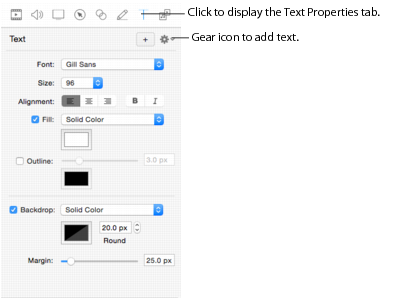 Click to display the Text Properties tab.
Text
+
Gear icon to add text.
Font: Gill Sans
Size: 96
Alignment: B I
Fill: Solid Color
Outline: 3.0 px
Backdrop: Solid Color
20.0 px
Round
Margin: 25.0 px